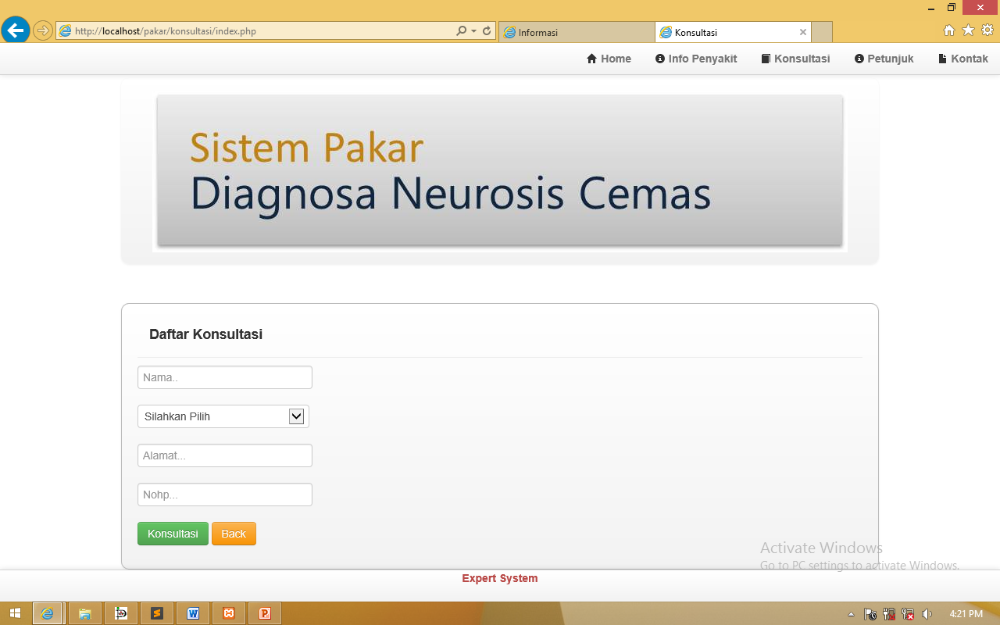 http://localhost/pakar/konsultasi/index.php
Informasi
Konsultasi
Home
Info Penyakit
Konsultasi
Petunjuk
Kontak
Sistem Pakar
Diagnosa Neurosis Cemas
Daftar Konsultasi
Nama..
Silahkan Pilih
Alamat...
Nohp...
Konsultasi
Back
Activate Windows
Go to PC settings to activate Windows.
Expert System
4:21 PM